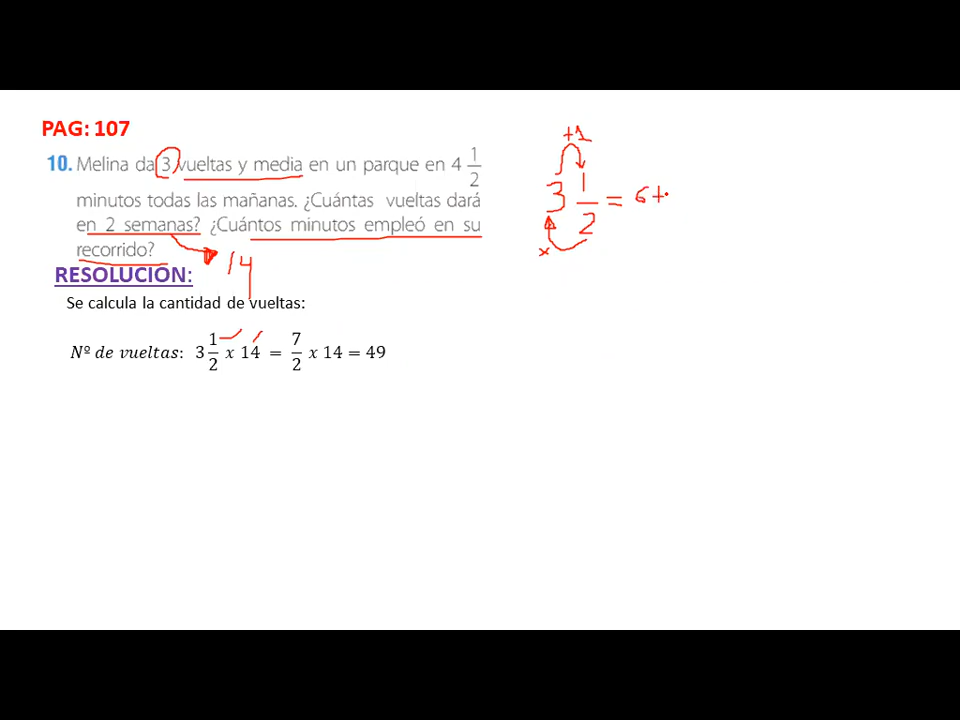 PAG: 107
10. Melina da 3 vueltas y media en un parque en 4 1/2
minutos todas las mañanas. ¿Cuántas vueltas dará
en 2 semanas? ¿Cuántos minutos empleó en su
recorrido?
14
RESOLUCIÓN:
Se calcula la cantidad de vueltas:
Nº de vueltas: 3 1/2 x 14 = 7/2 x 14 = 49
+1
3 1/2 = 6+
x